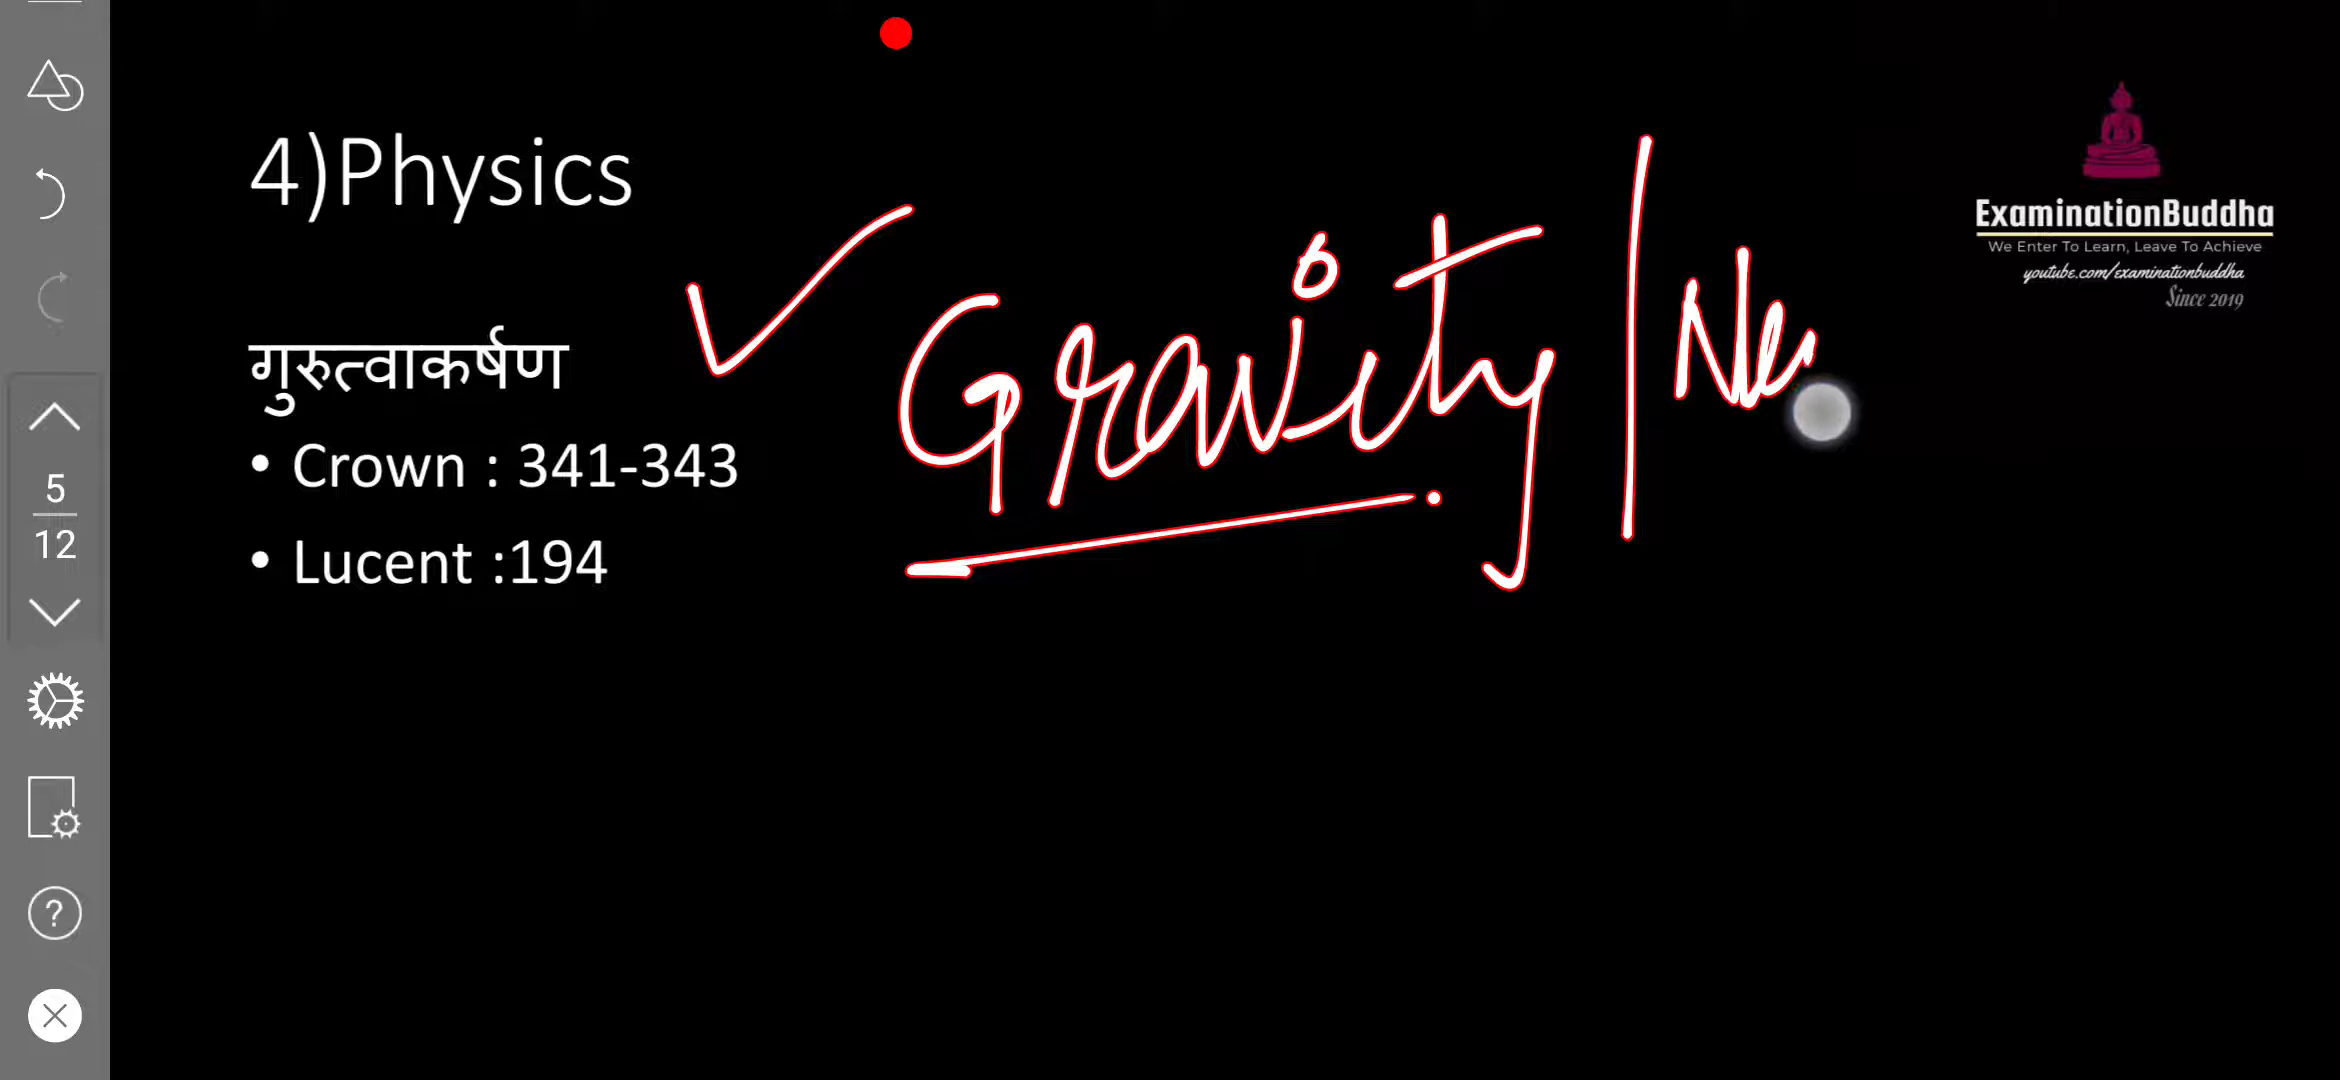 4)Physics
Gravity | Ne
गुरुत्वाकर्षण
• Crown : 341-343
• Lucent :194
ExaminationBuddha
We Enter To Learn, Leave To Achieve
youtube.com/examinationbuddha
Since 2019
5
12
?